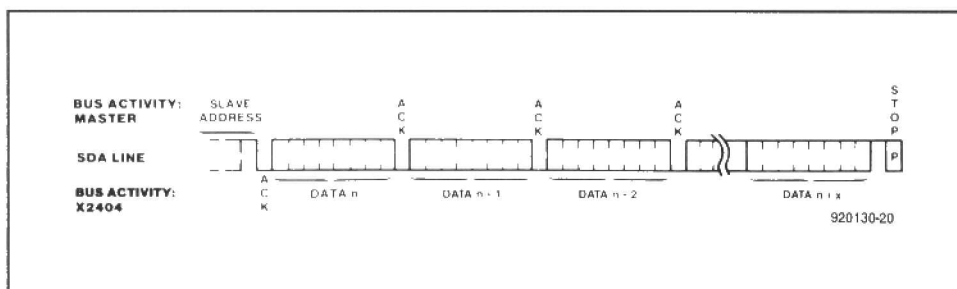 BUS ACTIVITY:
MASTER
SLAVE
ADDRESS
A
C
K
A
C
K
A
C
K
S
T
O
P
SDA LINE
P
BUS ACTIVITY:
X2404
A
C
K
DATA n
DATA n-1
DATA n-2
DATA n+x
920130-20